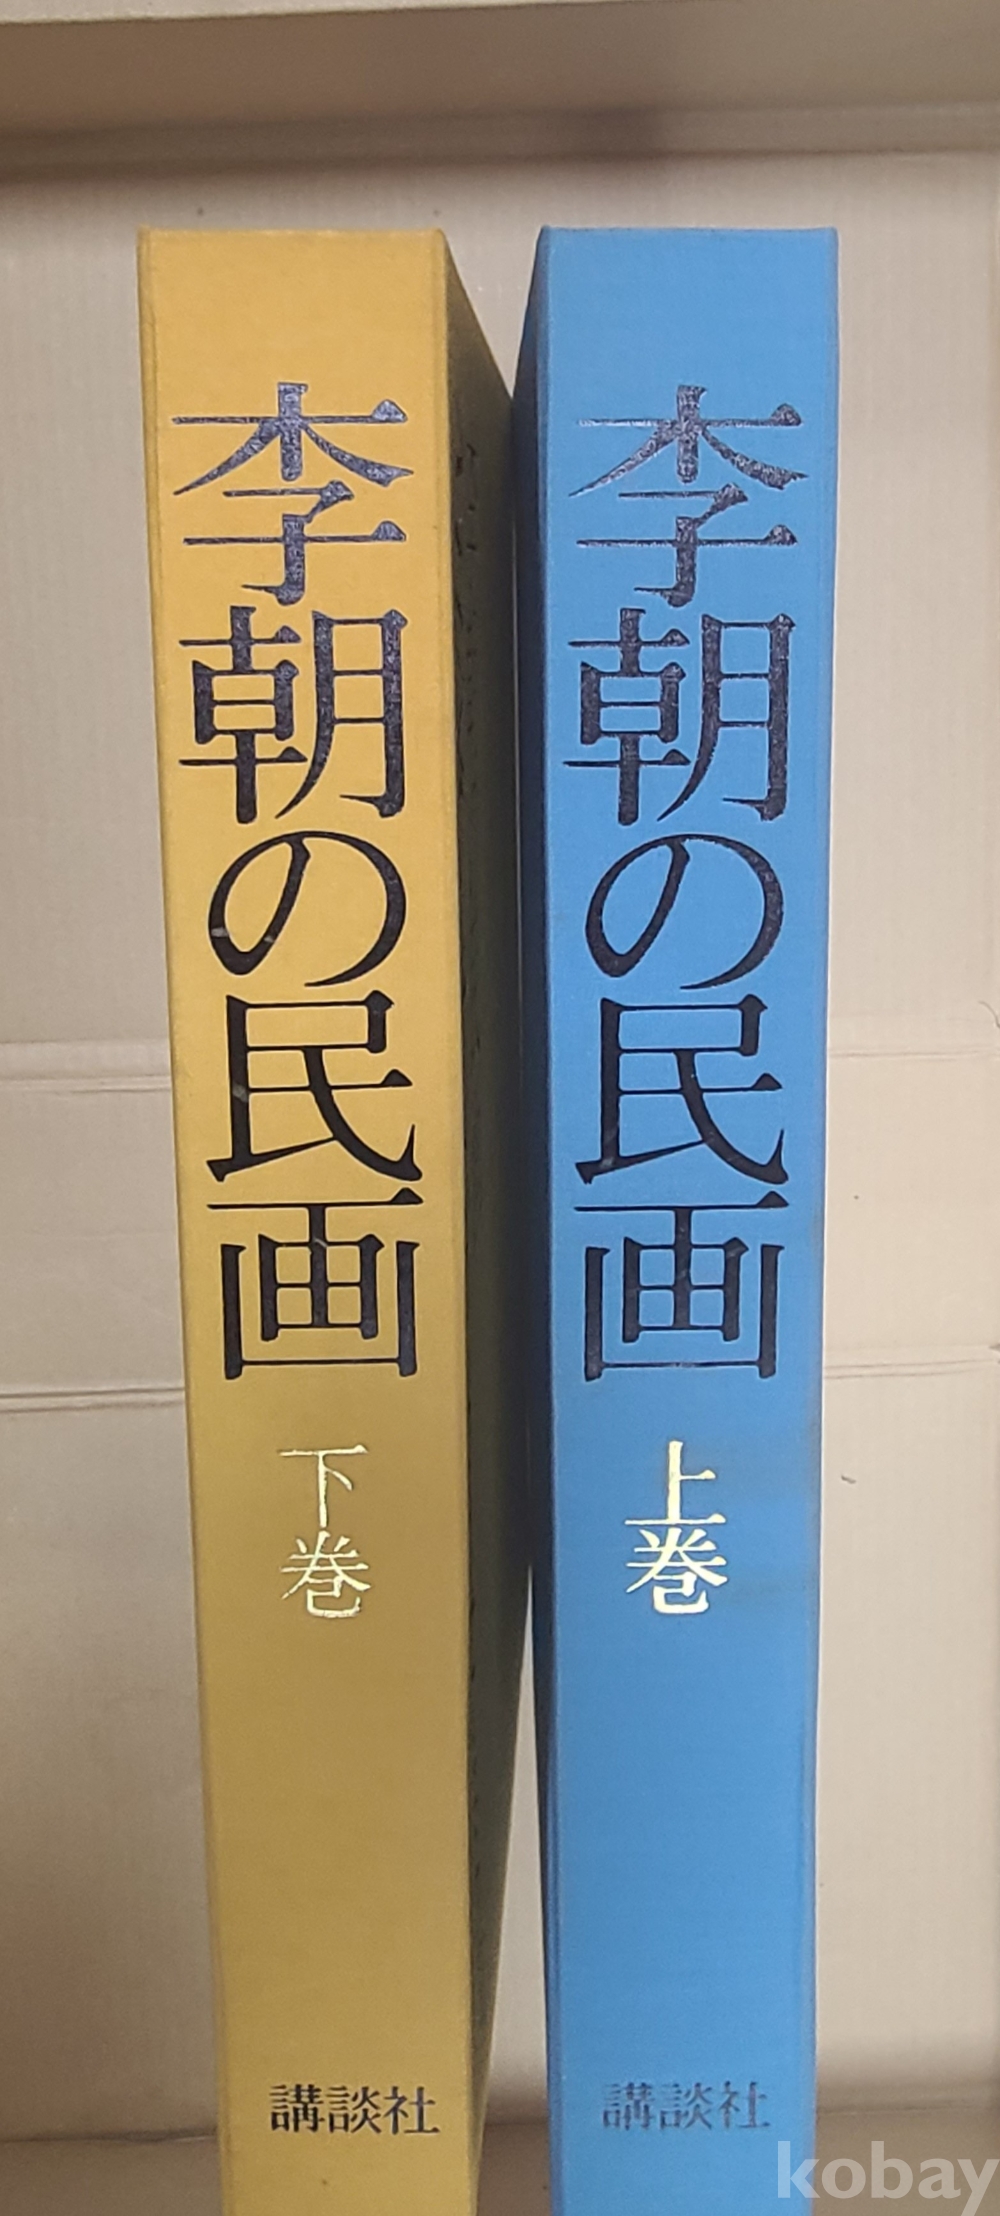 李朝の民画
下巻
講談社
李朝の民画
上巻
講談社
kobay